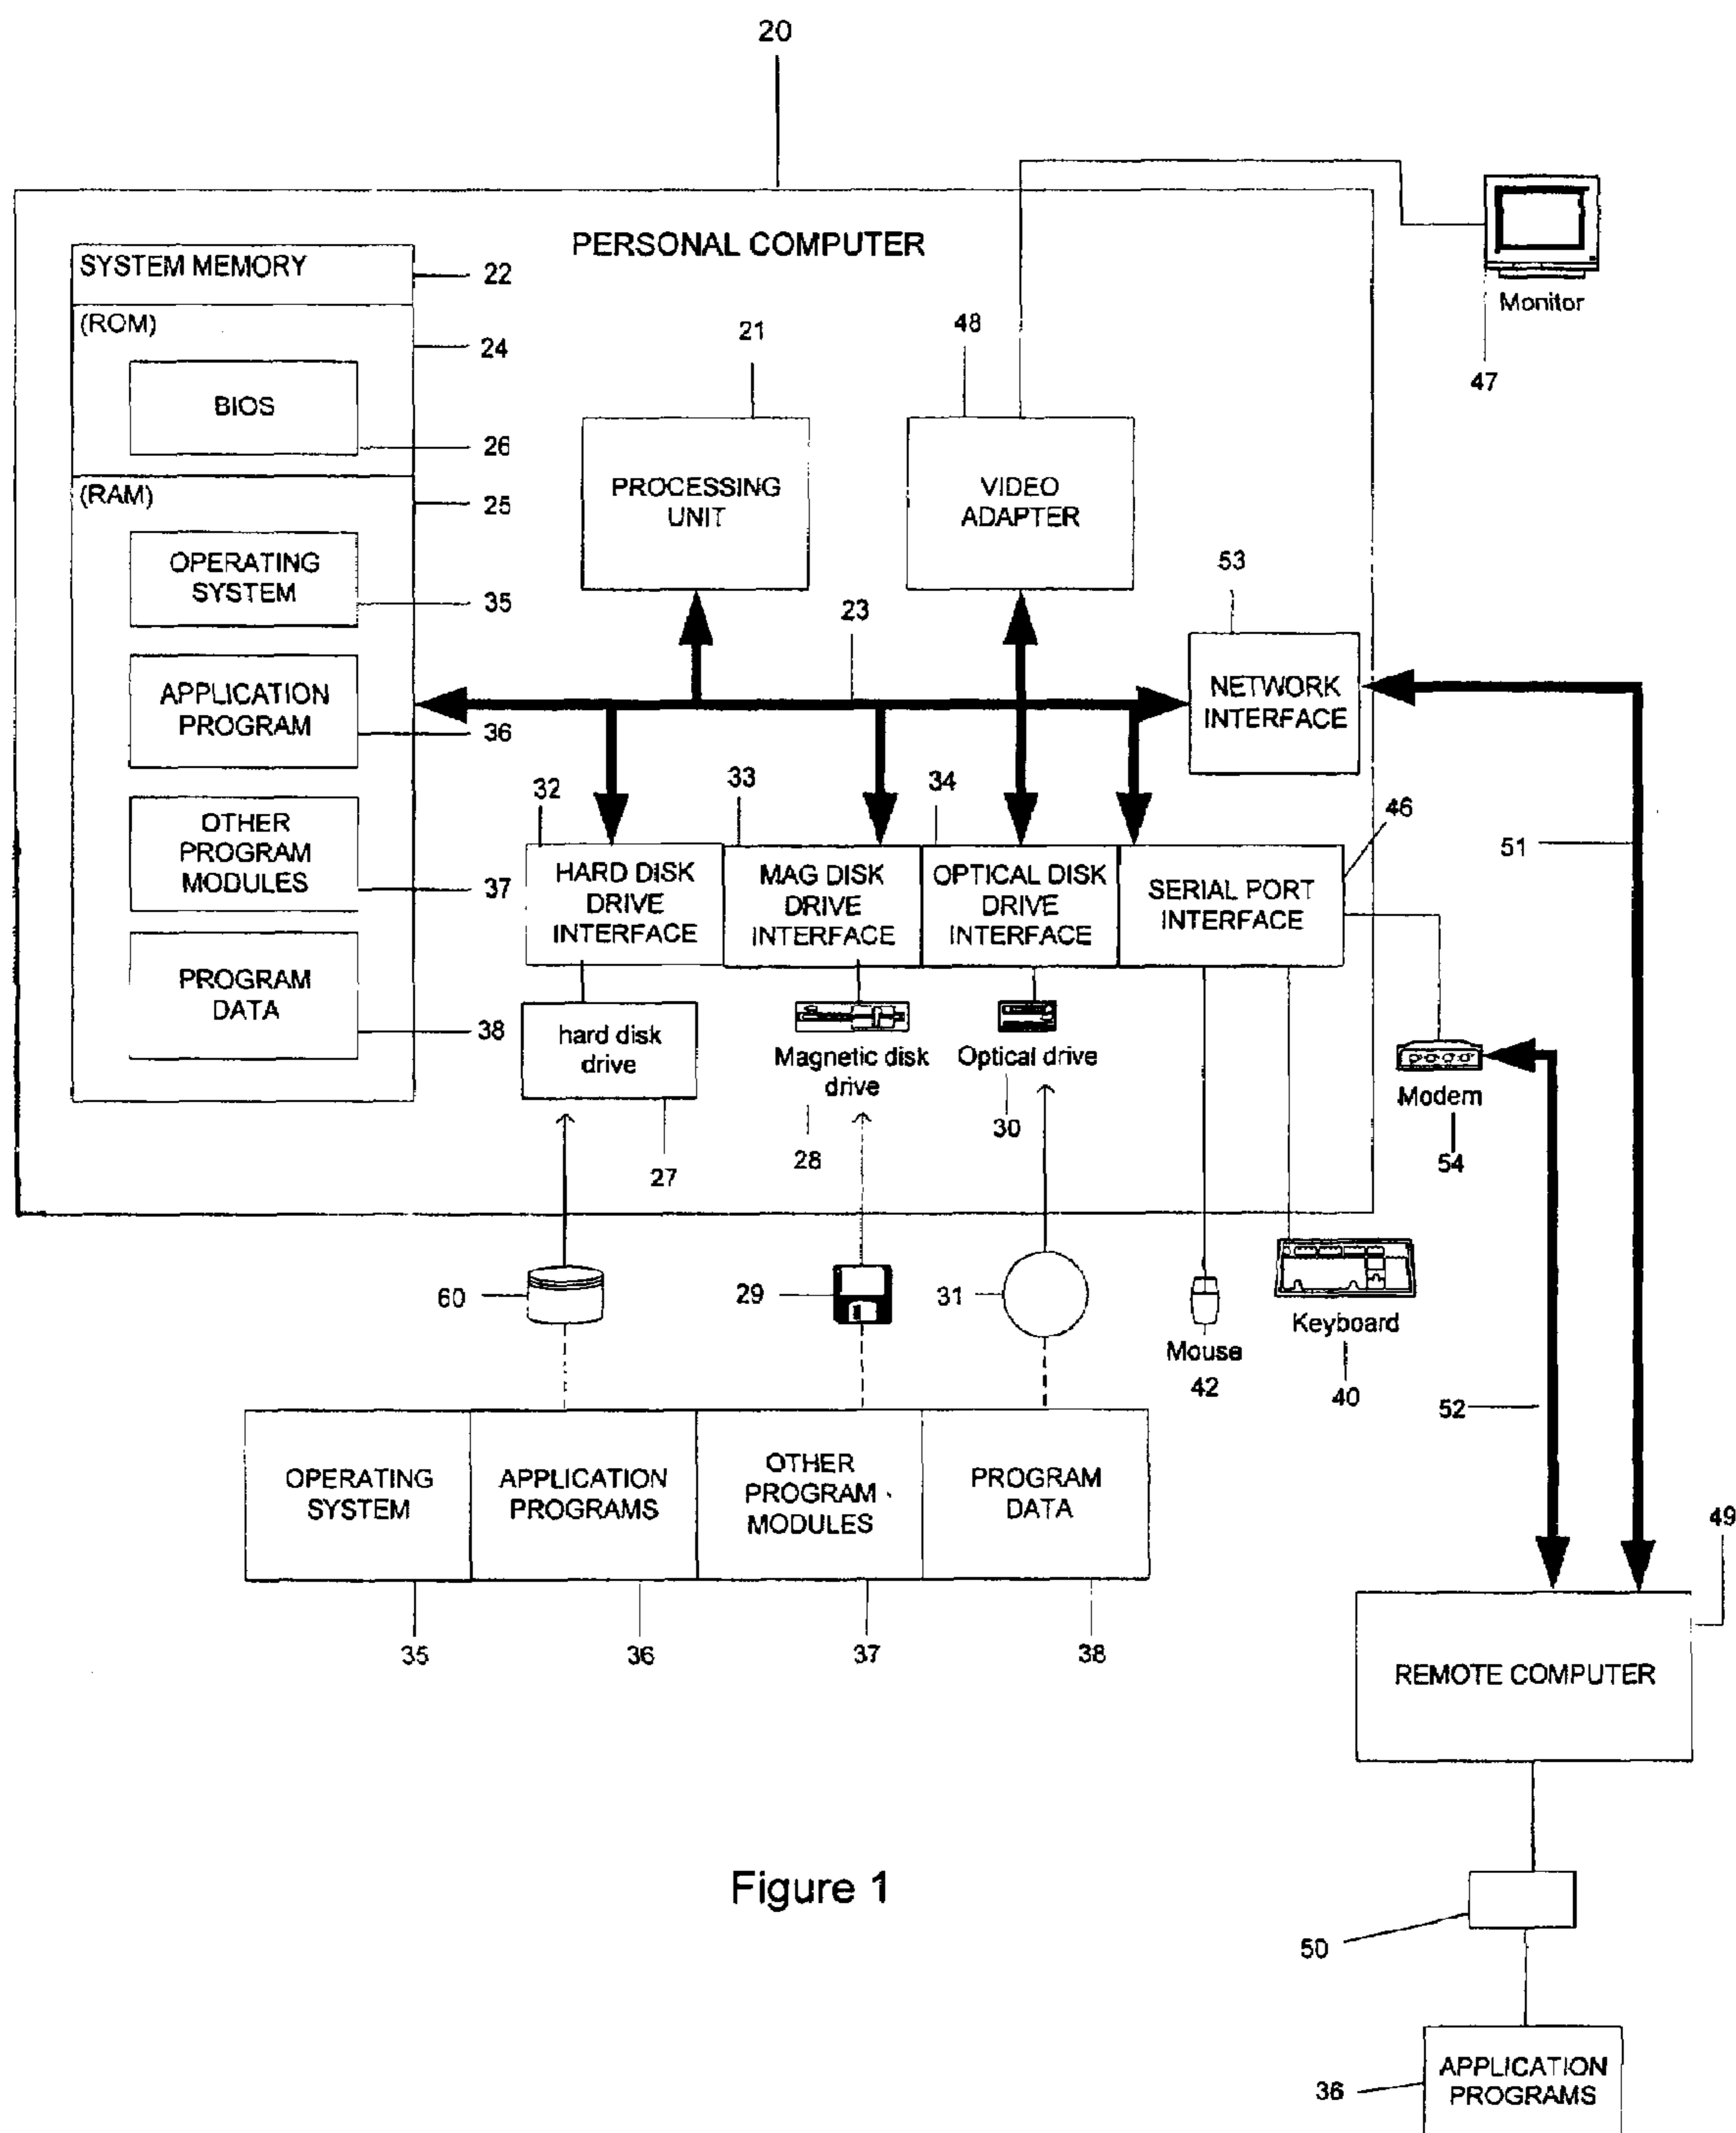 20
PERSONAL COMPUTER
SYSTEM MEMORY
22
(ROM)
24
BIOS
26
(RAM)
25
OPERATING
SYSTEM
35
APPLICATION
PROGRAM
36
OTHER
PROGRAM
MODULES
37
PROGRAM
DATA
38
21
PROCESSING
UNIT
48
VIDEO
ADAPTER
Monitor
47
23
53
NETWORK
INTERFACE
32
HARD DISK
DRIVE
INTERFACE
33
MAG DISK
DRIVE
INTERFACE
34
OPTICAL DISK
DRIVE
INTERFACE
46
SERIAL PORT
INTERFACE
51
hard disk
drive
27
Magnetic disk
drive
28
Optical drive
30
Modem
54
60
29
31
Mouse
42
Keyboard
40
52
OPERATING
SYSTEM
APPLICATION
PROGRAMS
OTHER
PROGRAM
MODULES
PROGRAM
DATA
35
36
37
38
49
REMOTE COMPUTER
Figure 1
50
36
APPLICATION
PROGRAMS